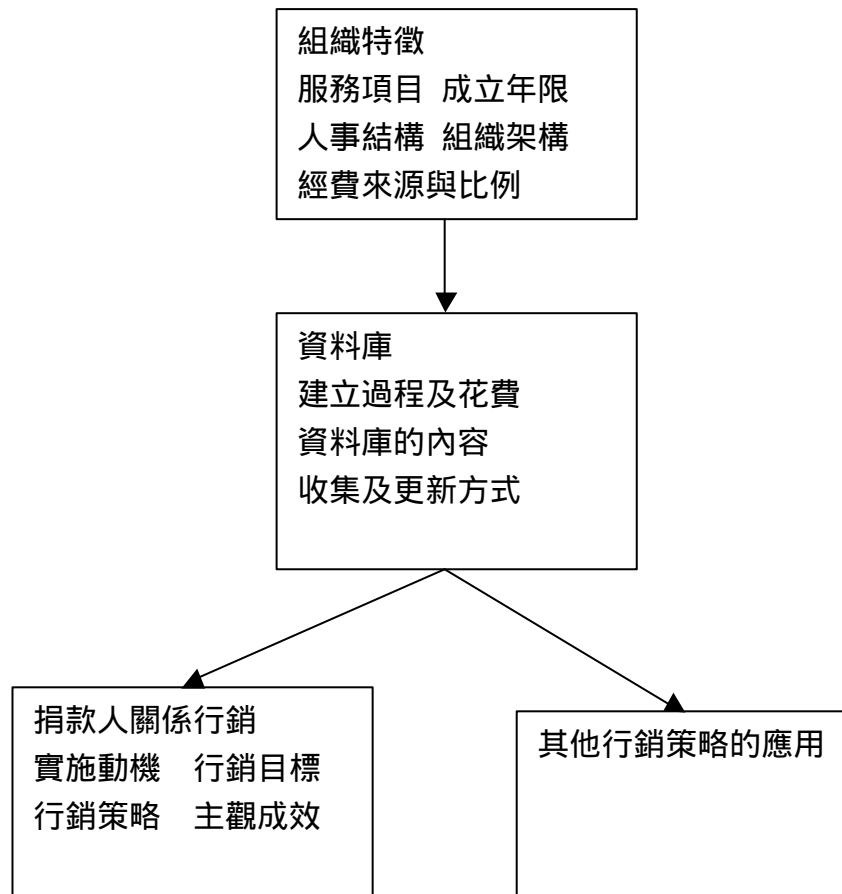 組織特徵
服務項目 成立年限
人事結構 組織架構
經費來源與比例
資料庫
建立過程及花費
資料庫的內容
收集及更新方式
捐款人關係行銷
實施動機 行銷目標
行銷策略 主觀成效
其他行銷策略的應用